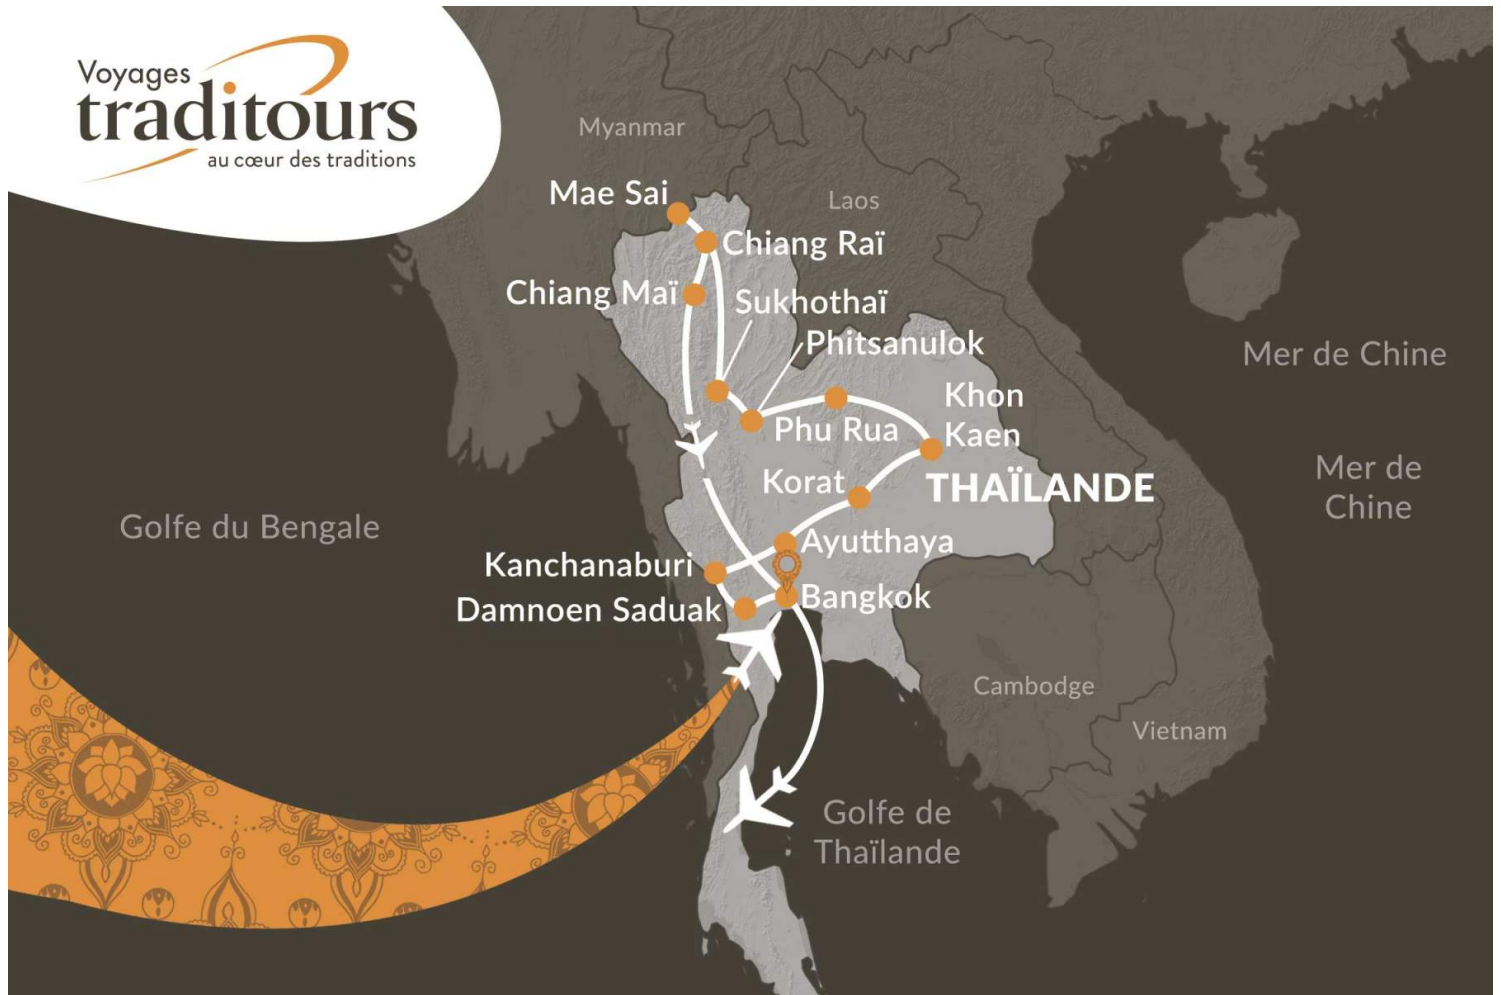 Voyages
traditours
au cœur des traditions
Myanmar
Mae Sai
Laos
Chiang Raï
Chiang Maï
Sukhothaï
Phitsanulok
Mer de Chine
Khon
Kaen
Phu Rua
Korat
THAÏLANDE
Mer de
Chine
Golfe du Bengale
Ayutthaya
Kanchanaburi
Bangkok
Damnoen Saduak
Cambodge
Vietnam
Golfe de
Thaïlande